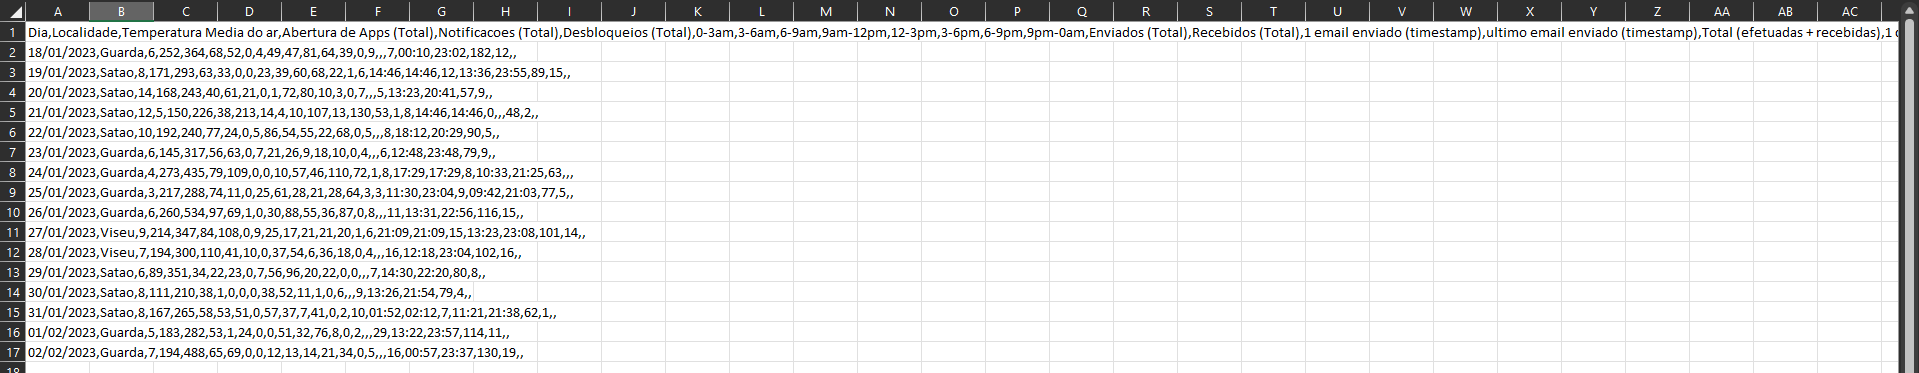 A B C D E F G H I J K L M N O P Q R S T U V W X Y Z AA AB AC
1 Dia,Localidade,Temperatura Media do ar,Abertura de Apps (Total),Notificacoes (Total),Desbloqueios (Total),0-3am,3-6am,6-9am,9am-12pm,12-3pm,3-6pm,6-9pm,9pm-0am,Enviados (Total),Recebidos (Total),1 email enviado (timestamp),ultimo email enviado (timestamp),Total (efetuadas + recebidas),1 c
2 18/01/2023,Guarda,6,252,364,68,52,0,4,49,47,81,64,39,0,9,,,7,00:10,23:02,182,12,,
3 19/01/2023,Satao,8,171,293,63,33,0,0,23,39,60,68,22,1,6,14:46,14:46,12,13:36,23:55,89,15,,
4 20/01/2023,Satao,14,168,243,40,61,21,0,1,72,80,10,3,0,7,,,5,13:23,20:41,57,9,,
5 21/01/2023,Satao,12,5,150,226,38,213,14,4,10,107,13,130,53,1,8,14:46,14:46,0,,,48,2,,
6 22/01/2023,Satao,10,192,240,77,24,0,5,86,54,55,22,68,0,5,,,8,18:12,20:29,90,5,,
7 23/01/2023,Guarda,6,145,317,56,63,0,7,21,26,9,18,10,0,4,,,6,12:48,23:48,79,9,,
8 24/01/2023,Guarda,4,273,435,79,109,0,0,10,57,46,110,72,1,8,17:29,17:29,8,10:33,21:25,63,,,
9 25/01/2023,Guarda,3,217,288,74,11,0,25,61,28,21,28,64,3,3,11:30,23:04,9,09:42,21:03,77,5,,
10 26/01/2023,Guarda,6,260,534,97,69,1,0,30,88,55,36,87,0,8,,,11,13:31,22:56,116,15,,
11 27/01/2023,Viseu,9,214,347,84,108,0,9,25,17,21,21,20,1,6,21:09,21:09,15,13:23,23:08,101,14,,
12 28/01/2023,Viseu,7,194,300,110,41,10,0,37,54,6,36,18,0,4,,,16,12:18,23:04,102,16,,
13 29/01/2023,Satao,6,89,351,34,22,23,0,7,56,96,20,22,0,0,,,7,14:30,22:20,80,8,,
14 30/01/2023,Satao,8,111,210,38,1,0,0,0,38,52,11,1,0,6,,,9,13:26,21:54,79,4,,
15 31/01/2023,Satao,8,167,265,58,53,51,0,57,37,7,41,0,2,10,01:52,02:12,7,11:21,21:38,62,1,,
16 01/02/2023,Guarda,5,183,282,53,1,24,0,0,51,32,76,8,0,2,,,29,13:22,23:57,114,11,,
17 02/02/2023,Guarda,7,194,488,65,69,0,0,12,13,14,21,34,0,5,,,16,00:57,23:37,130,19,,